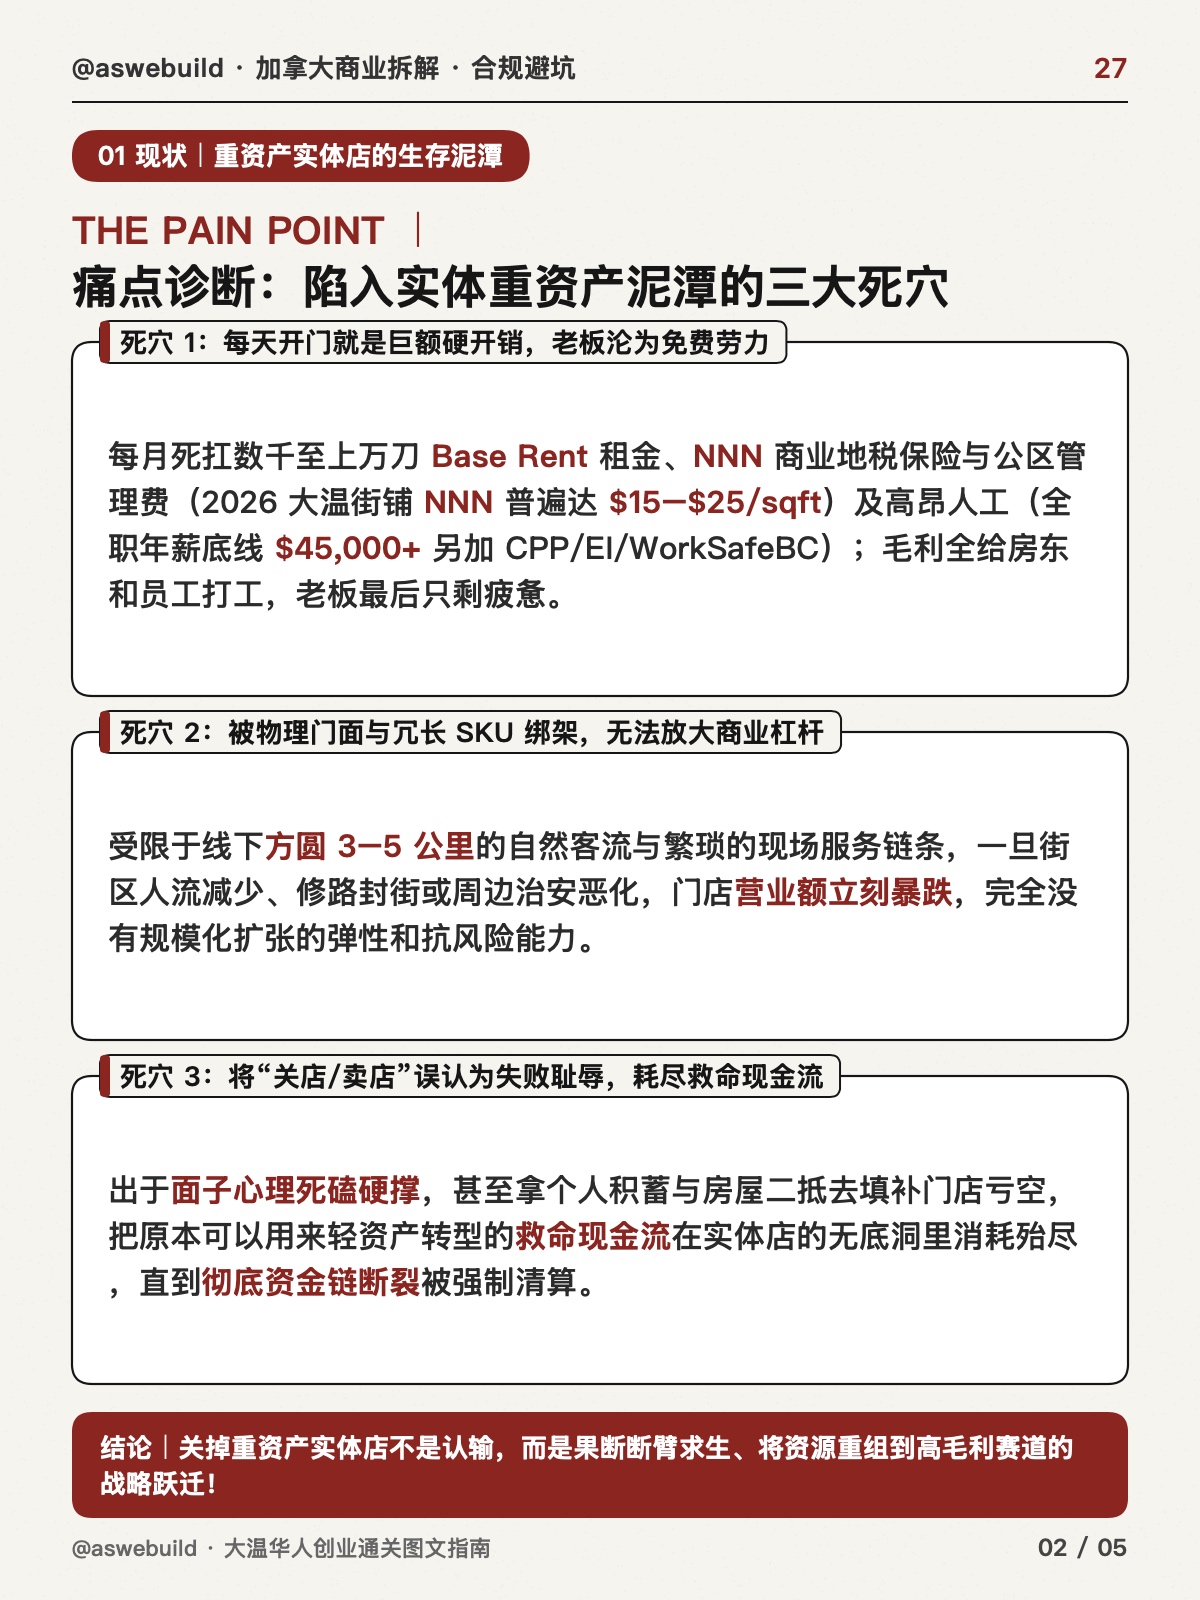 @aswebuild · 加拿大商业拆解 · 合规避坑
27
01 现状｜重资产实体店的生存泥潭
THE PAIN POINT ｜
痛点诊断：陷入实体重资产泥潭的三大死穴
死穴 1：每天开门就是巨额硬开销，老板沦为免费劳力
每月死扛数千至上万刀 Base Rent 租金、NNN 商业地税保险与公区管
理费（2026 大温街铺 NNN 普遍达 $15–$25/sqft）及高昂人工（全
职年薪底线 $45,000+ 另加 CPP/EI/WorkSafeBC）；毛利全给房东
和员工打工，老板最后只剩疲惫。
死穴 2：被物理门面与冗长 SKU 绑架，无法放大商业杠杆
受限于线下方圆 3–5 公里的自然客流与繁琐的现场服务链条，一旦街
区人流减少、修路封街或周边治安恶化，门店营业额立刻暴跌，完全没
有规模化扩张的弹性和抗风险能力。
死穴 3：将“关店/卖店”误认为失败耻辱，耗尽救命现金流
出于面子心理死磕硬撑，甚至拿个人积蓄与房屋二抵去填补门店亏空，
把原本可以用来轻资产转型的救命现金流在实体店的无底洞里消耗殆尽
，直到彻底资金链断裂被强制清算。
结论｜关掉重资产实体店不是认输，而是果断断臂求生、将资源重组到高毛利赛道的
战略跃迁！
@aswebuild · 大温华人创业通关图文指南
02 / 05